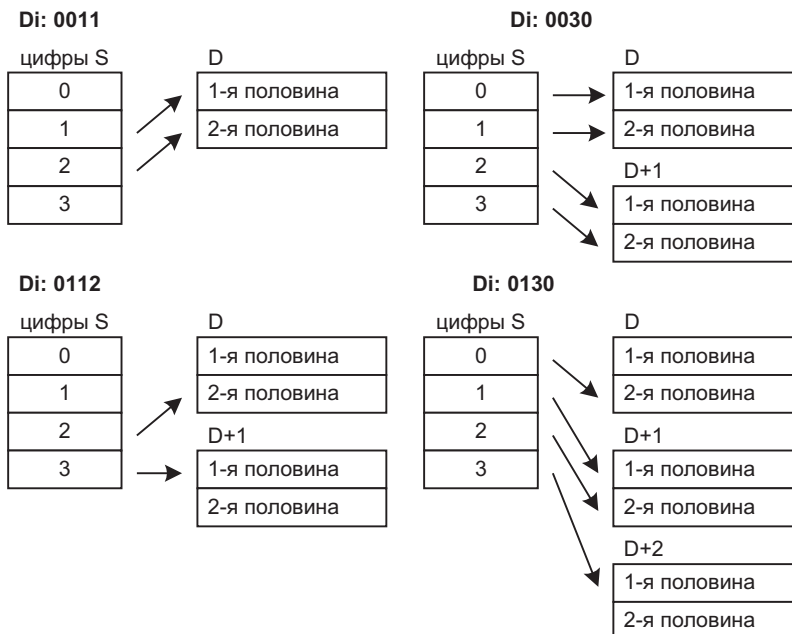 Di: 0011
цифры S
D
0
1
2
3
1-я половина
2-я половина
Di: 0030
цифры S
D
0
1
2
3
1-я половина
2-я половина
D+1
1-я половина
2-я половина
Di: 0112
цифры S
D
0
1
2
3
1-я половина
2-я половина
D+1
1-я половина
2-я половина
Di: 0130
цифры S
D
0
1
2
3
1-я половина
2-я половина
D+1
1-я половина
2-я половина
D+2
1-я половина
2-я половина